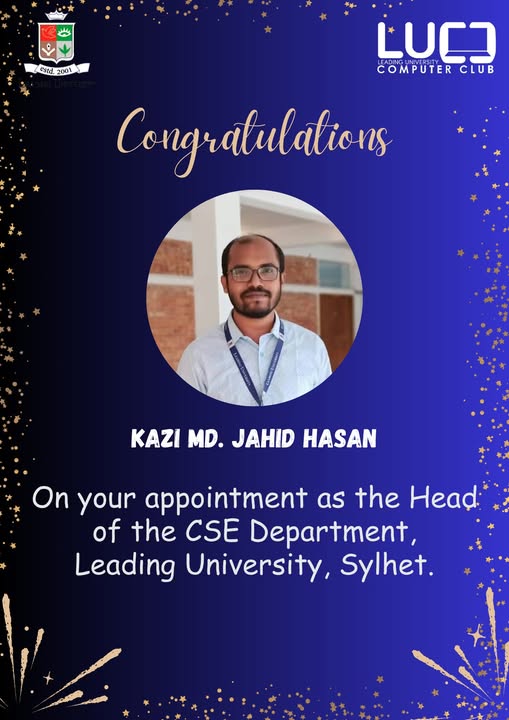 estd. 2001
LUCC
LEADING UNIVERSITY
COMPUTER CLUB
Congratulations
KAZI MD. JAHID HASAN
On your appointment as the Head
of the CSE Department,
Leading University, Sylhet.